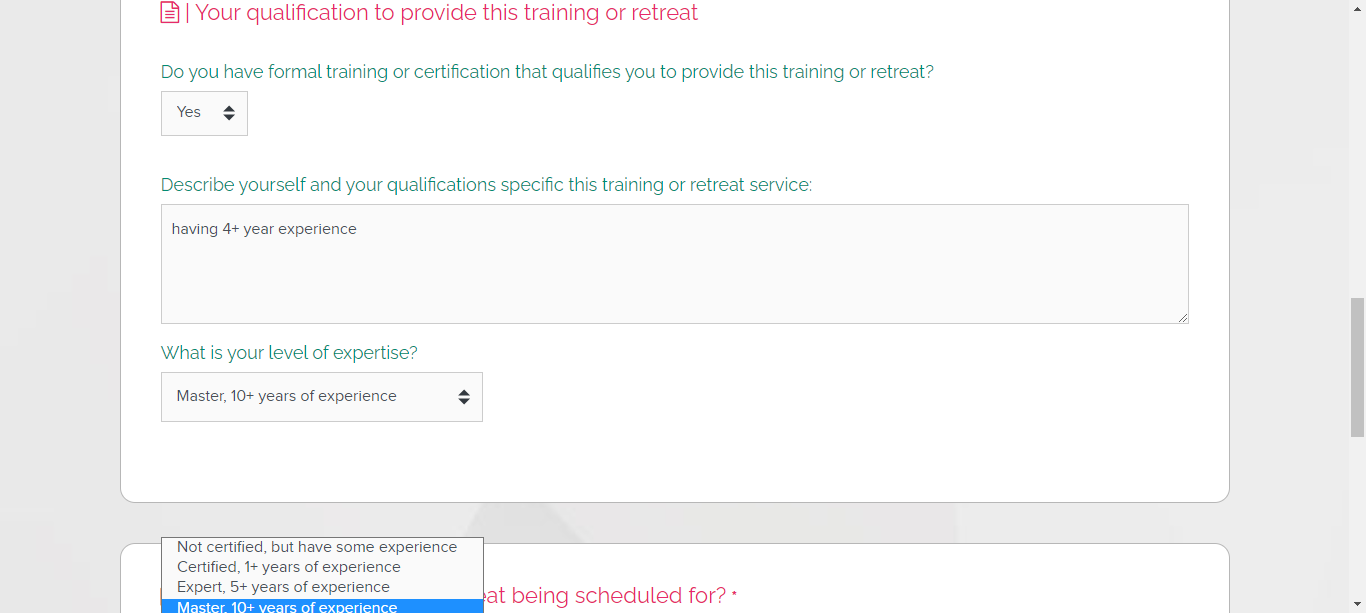 | Your qualification to provide this training or retreat
Do you have formal training or certification that qualifies you to provide this training or retreat?
Yes
Describe yourself and your qualifications specific this training or retreat service:
having 4+ year experience
What is your level of expertise?
Master, 10+ years of experience
Not certified, but have some experience
Certified, 1+ years of experience
Expert, 5+ years of experience
being scheduled for? *
Master, 10+ years of experience